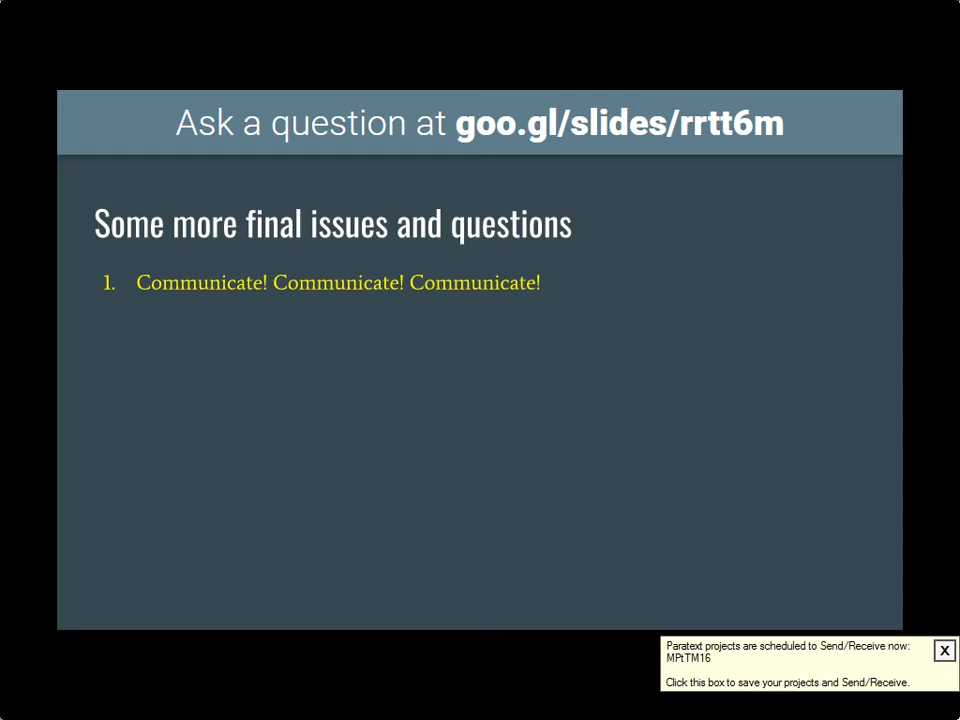 Ask a question at goo.gl/slides/rrtt6m
Some more final issues and questions
1. Communicate! Communicate! Communicate!
Paratext projects are scheduled to Send/Receive now:
MPtTM16
X
Click this box to save your projects and Send/Receive.